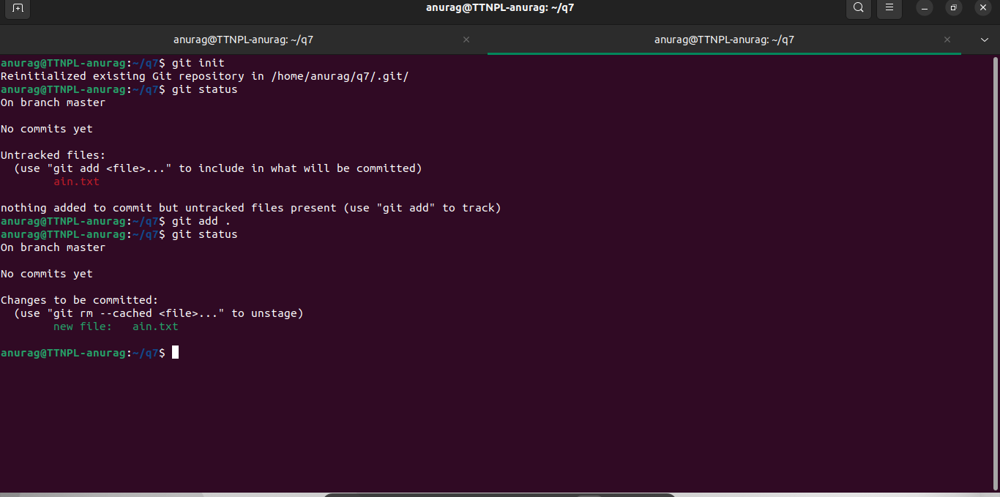 anurag@TTNPL-anurag: ~/q7
anurag@TTNPL-anurag: ~/q7
anurag@TTNPL-anurag: ~/q7
anurag@TTNPL-anurag:~/q7$ git init
Reinitialized existing Git repository in /home/anurag/q7/.git/
anurag@TTNPL-anurag:~/q7$ git status
On branch master
No commits yet
Untracked files:
  (use "git add <file>..." to include in what will be committed)
        ain.txt
nothing added to commit but untracked files present (use "git add" to track)
anurag@TTNPL-anurag:~/q7$ git add .
anurag@TTNPL-anurag:~/q7$ git status
On branch master
No commits yet
Changes to be committed:
  (use "git rm --cached <file>..." to unstage)
        new file:   ain.txt
anurag@TTNPL-anurag:~/q7$